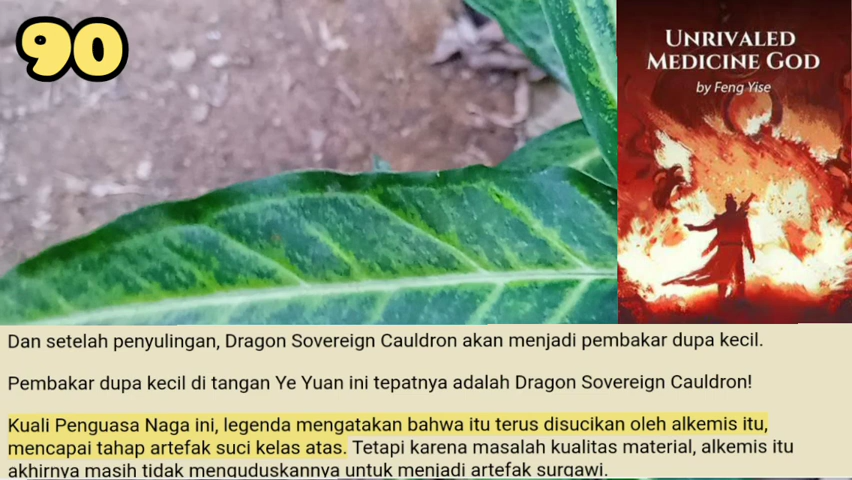 90
UNRIVALED
MEDICINE GOD
by Feng Yise
Dan setelah penyulingan, Dragon Sovereign Cauldron akan menjadi pembakar dupa kecil.
Pembakar dupa kecil di tangan Ye Yuan ini tepatnya adalah Dragon Sovereign Cauldron!
Kuali Penguasa Naga ini, legenda mengatakan bahwa itu terus disucikan oleh alkemis itu,
mencapai tahap artefak suci kelas atas. Tetapi karena masalah kualitas material, alkemis itu
akhirnya masih tidak menguduskannya untuk menjadi artefak surgawi.